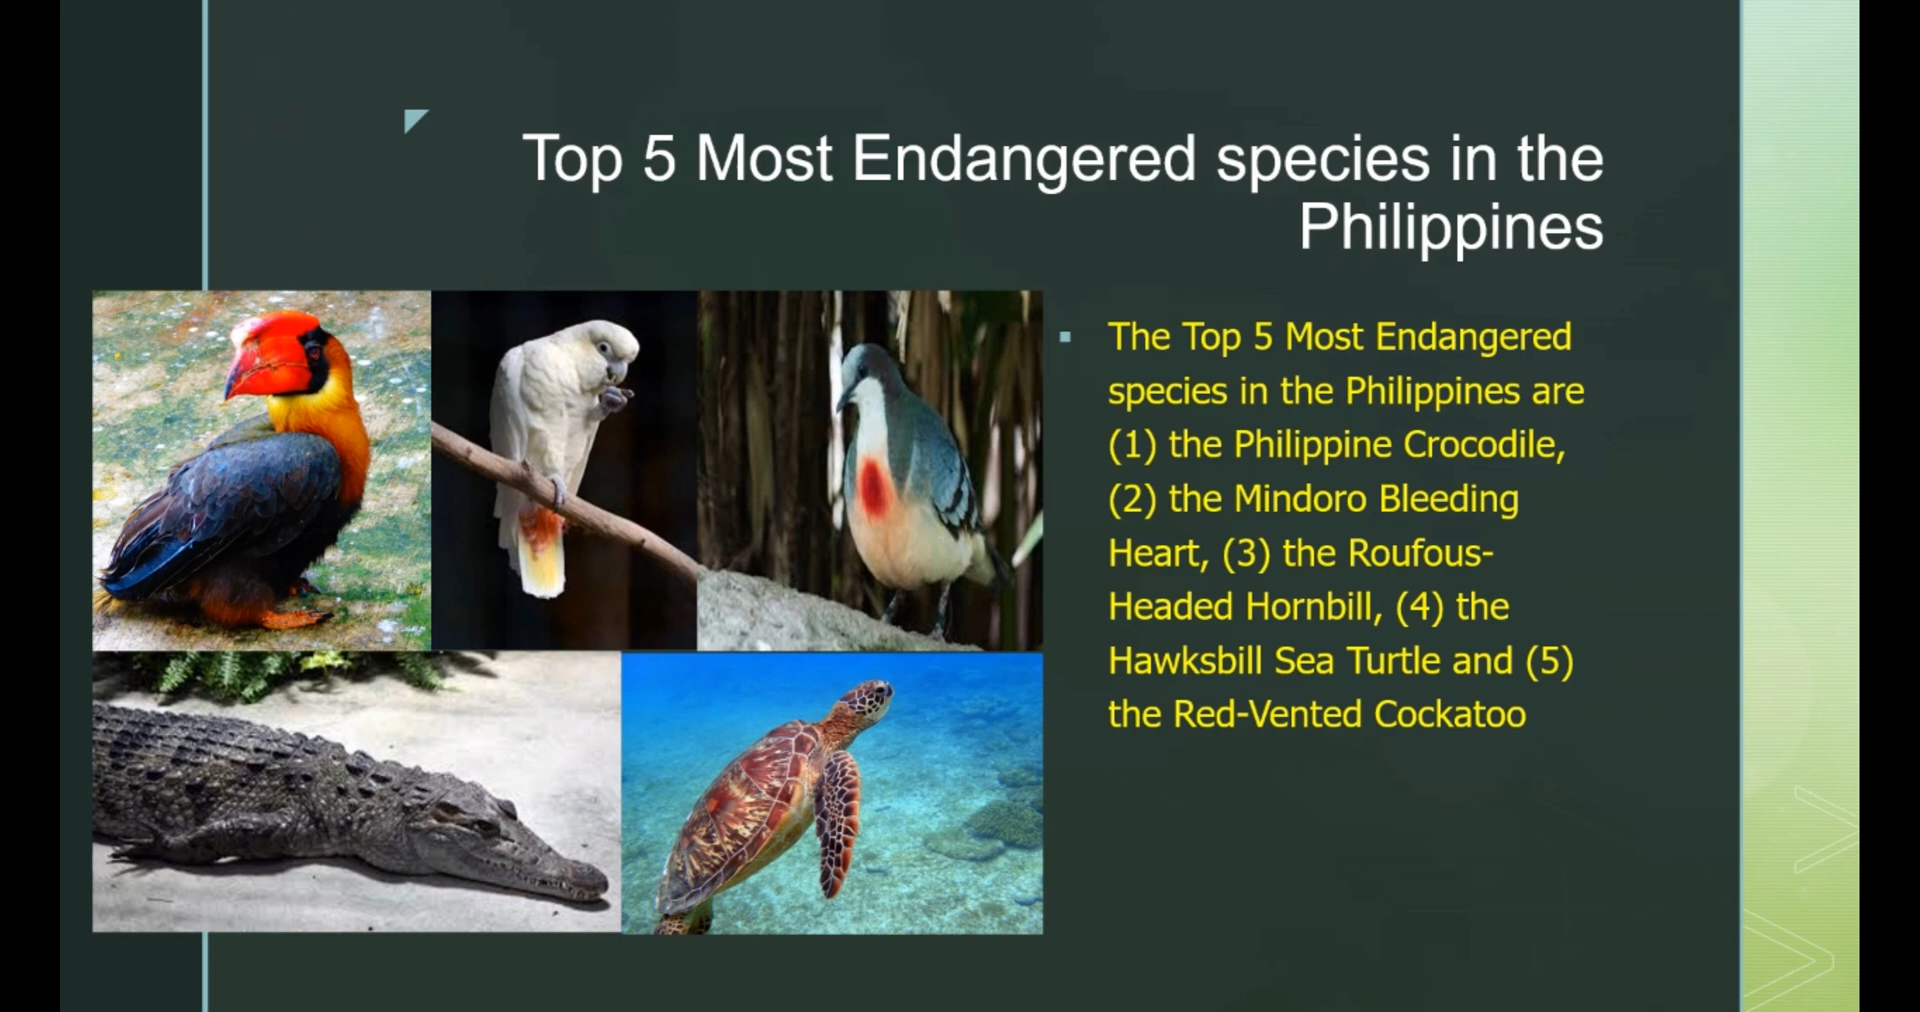 Top 5 Most Endangered species in the
Philippines
The Top 5 Most Endangered
species in the Philippines are
(1) the Philippine Crocodile,
(2) the Mindoro Bleeding
Heart, (3) the Roufous-
Headed Hornbill, (4) the
Hawksbill Sea Turtle and (5)
the Red-Vented Cockatoo